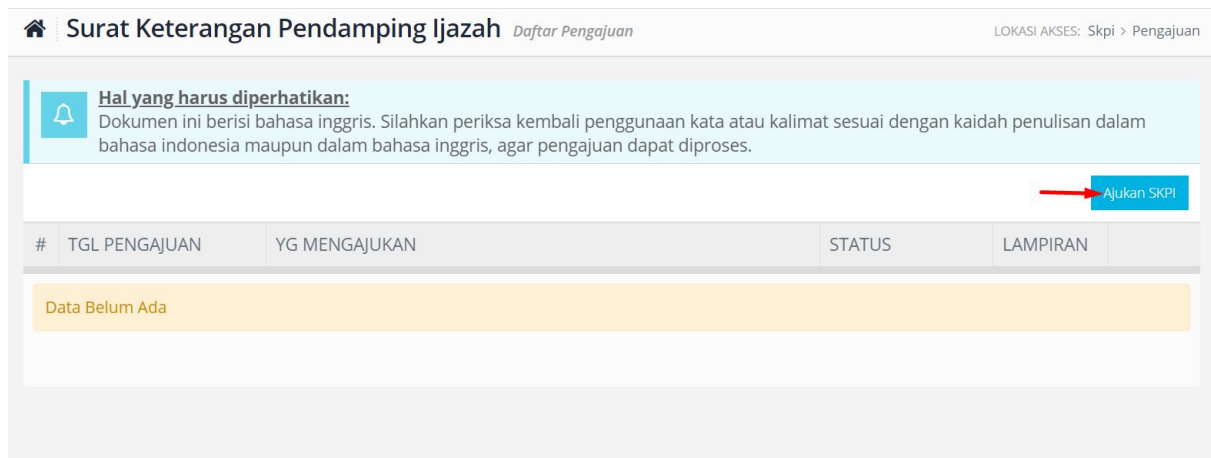 Surat Keterangan Pendamping Ijazah Daftar Pengajuan
LOKASI AKSES: Skpi > Pengajuan
Hal yang harus diperhatikan:
Dokumen ini berisi bahasa inggris. Silahkan periksa kembali penggunaan kata atau kalimat sesuai dengan kaidah penulisan dalam
bahasa indonesia maupun dalam bahasa inggris, agar pengajuan dapat diproses.
Ajukan SKPI
# TGL PENGAJUAN YG MENGAJUKAN STATUS LAMPIRAN
Data Belum Ada